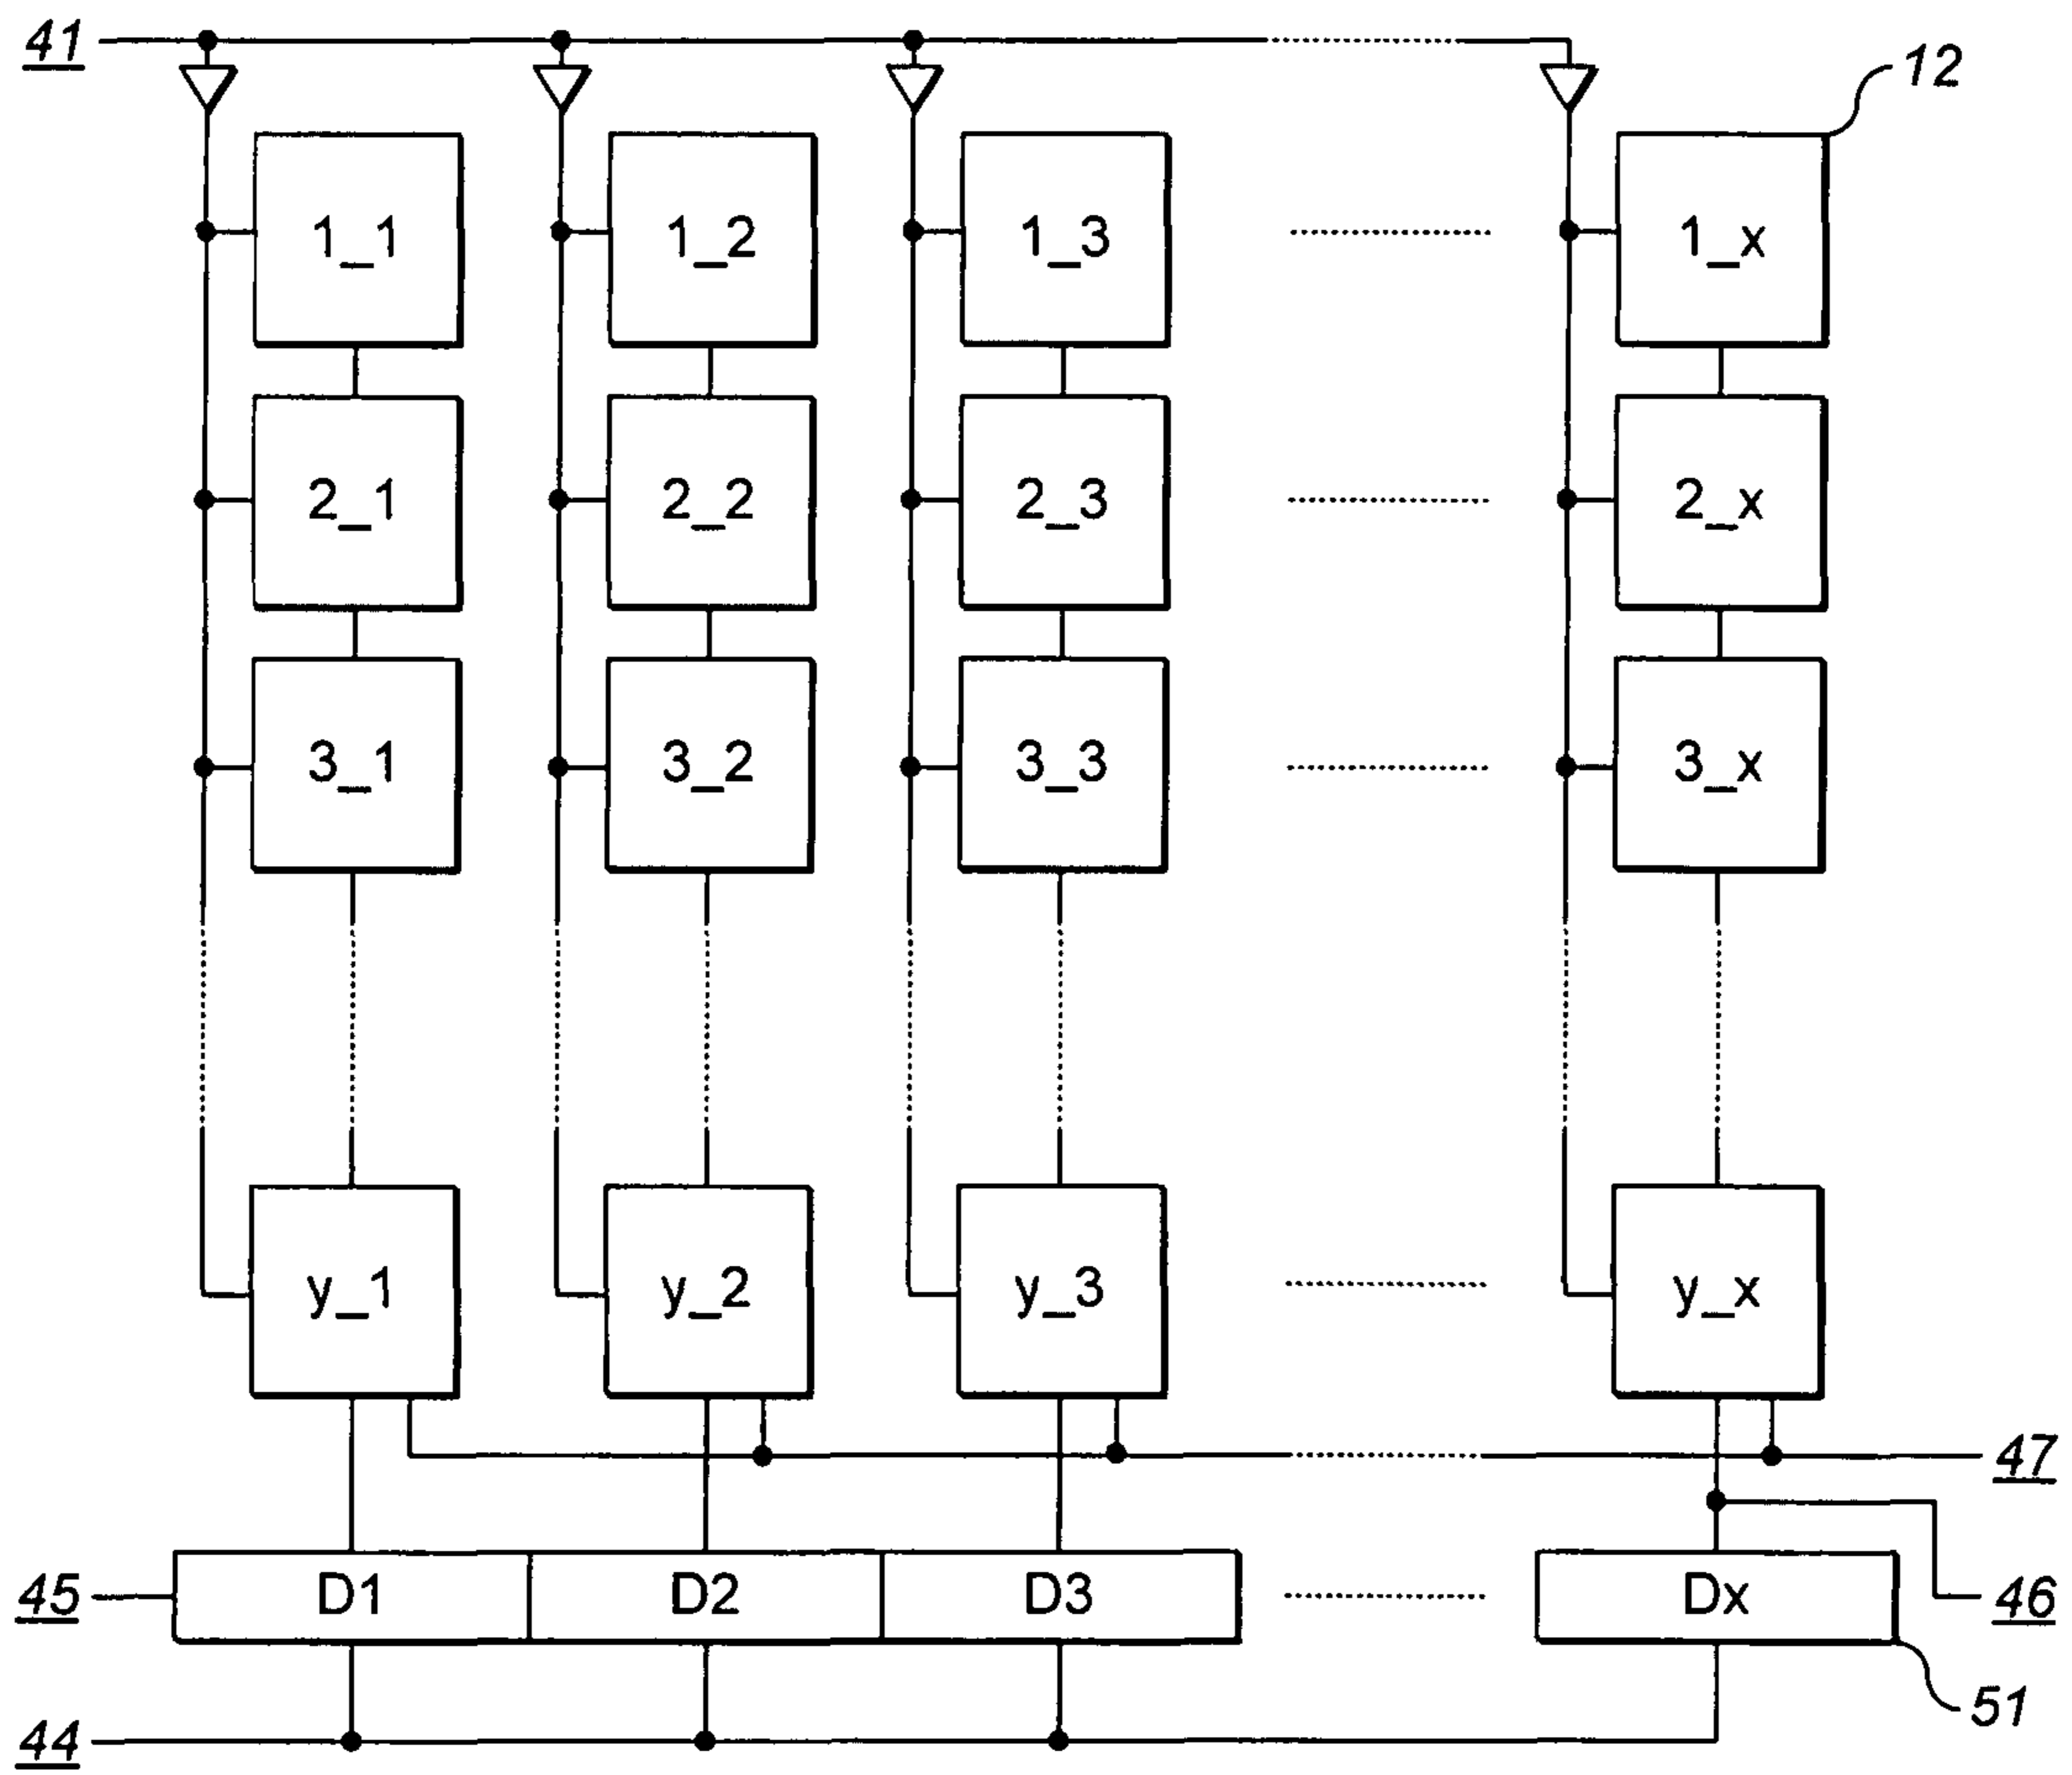 41
12
1_1 1_2 1_3 1_x
2_1 2_2 2_3 2_x
3_1 3_2 3_3 3_x
y_1 y_2 y_3 y_x
47
45 D1 D2 D3 Dx 46
51
44